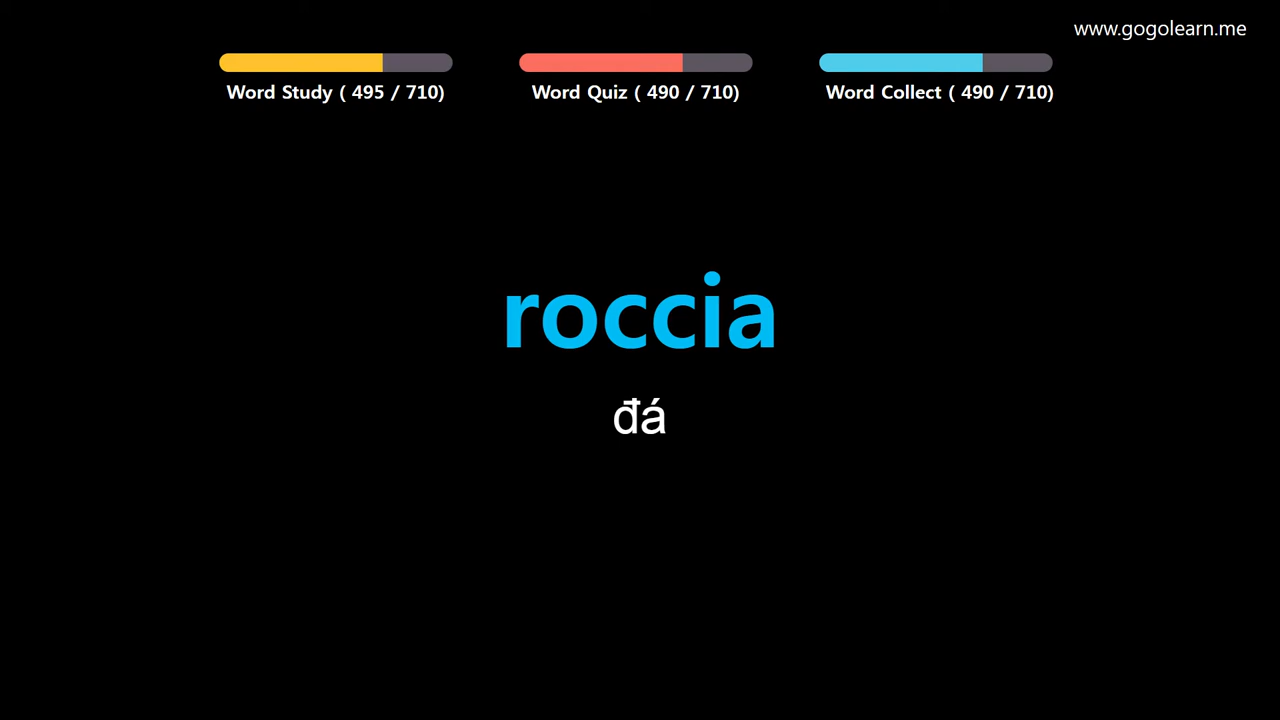 www.gogolearn.me
Word Study ( 495 / 710)
Word Quiz ( 490 / 710)
Word Collect ( 490 / 710)
roccia
đá